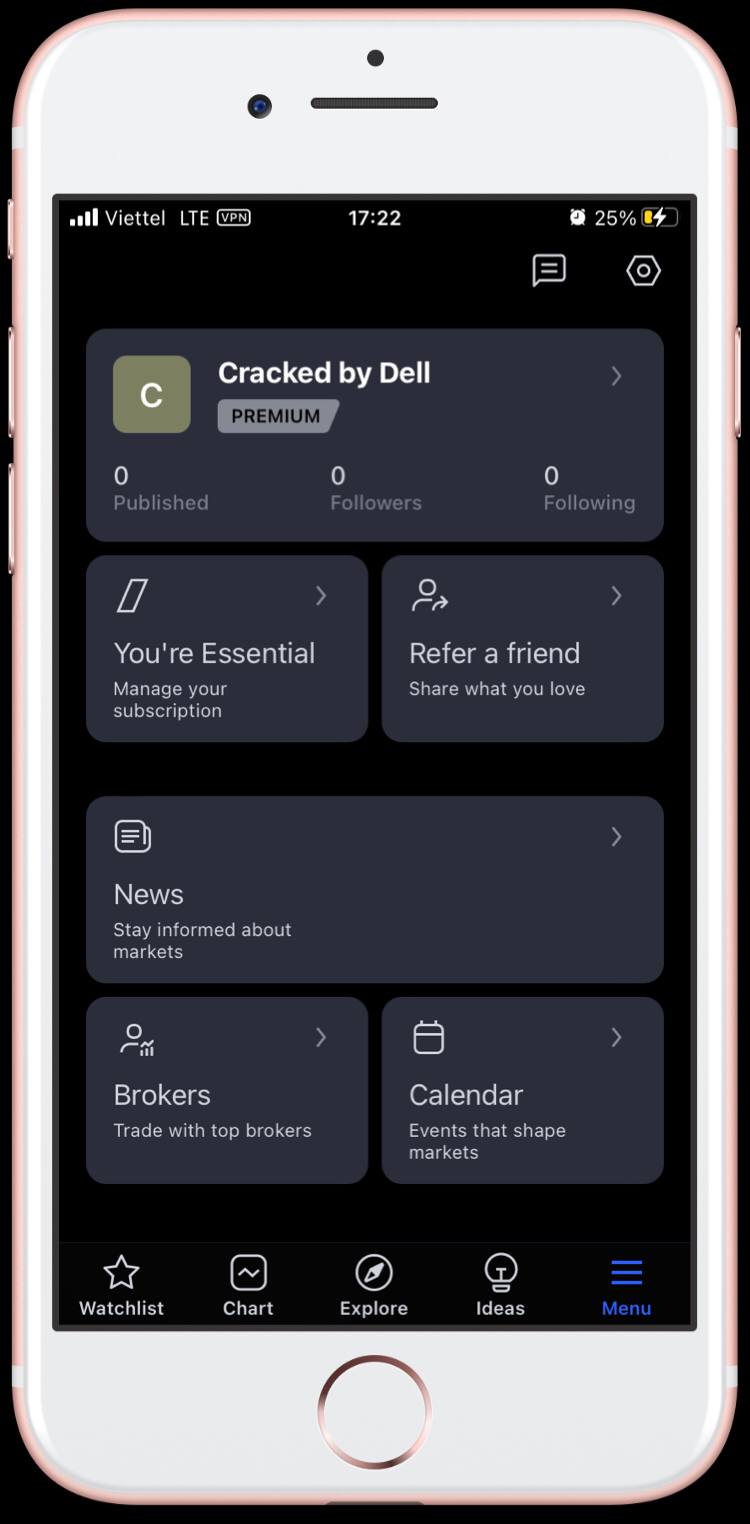 Viettel LTE VPN 17:22 25%
Cracked by Dell
PREMIUM
0 0 0
Published Followers Following
You're Essential
Manage your
subscription
Refer a friend
Share what you love
News
Stay informed about
markets
Brokers
Trade with top brokers
Calendar
Events that shape
markets
Watchlist Chart Explore Ideas Menu
C